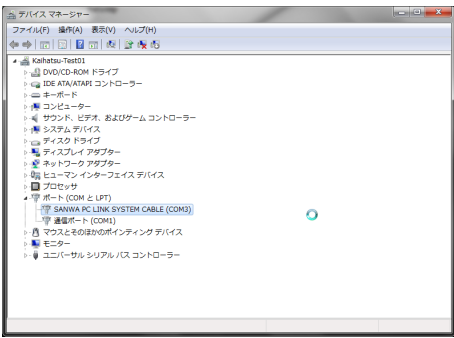 デバイス マネージャー
ファイル(F) 操作(A) 表示(V) ヘルプ(H)
Kaihatsu-Test01
DVD/CD-ROM ドライブ
IDE ATA/ATAPI コントローラー
キーボード
コンピューター
サウンド、ビデオ、およびゲーム コントローラー
システム デバイス
ディスク ドライブ
ディスプレイ アダプター
ネットワーク アダプター
ヒューマン インターフェイス デバイス
プロセッサ
ポート (COM と LPT)
SANWA PC LINK SYSTEM CABLE (COM3)
通信ポート (COM1)
マウスとそのほかのポインティング デバイス
モニター
ユニバーサル シリアル バス コントローラー